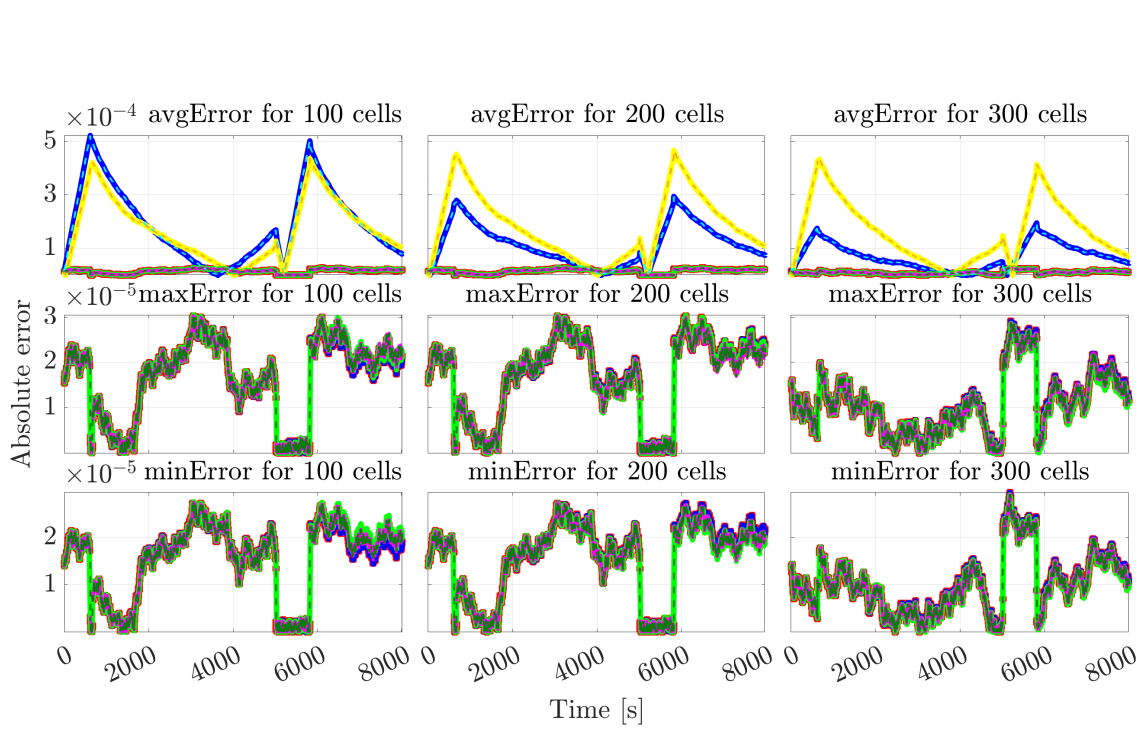 ×10⁻⁴ avgError for 100 cells avgError for 200 cells avgError for 300 cells
5
3
1
×10⁻⁵ maxError for 100 cells maxError for 200 cells maxError for 300 cells
3
2
1
Absolute error
×10⁻⁵ minError for 100 cells minError for 200 cells minError for 300 cells
2
1
0 2000 4000 6000 8000 0 2000 4000 6000 8000 0 2000 4000 6000 8000
Time [s]